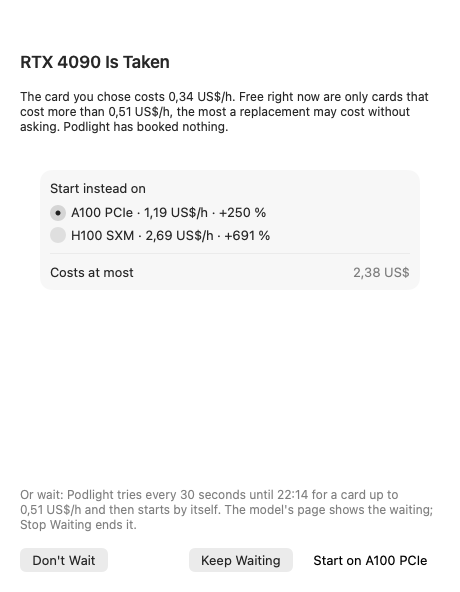 RTX 4090 Is Taken
The card you chose costs 0,34 US$/h. Free right now are only cards that
cost more than 0,51 US$/h, the most a replacement may cost without
asking. Podlight has booked nothing.
Start instead on
A100 PCIe · 1,19 US$/h · +250 %
H100 SXM · 2,69 US$/h · +691 %
Costs at most 2,38 US$
Or wait: Podlight tries every 30 seconds until 22:14 for a card up to
0,51 US$/h and then starts by itself. The model's page shows the waiting;
Stop Waiting ends it.
Don't Wait Keep Waiting Start on A100 PCIe